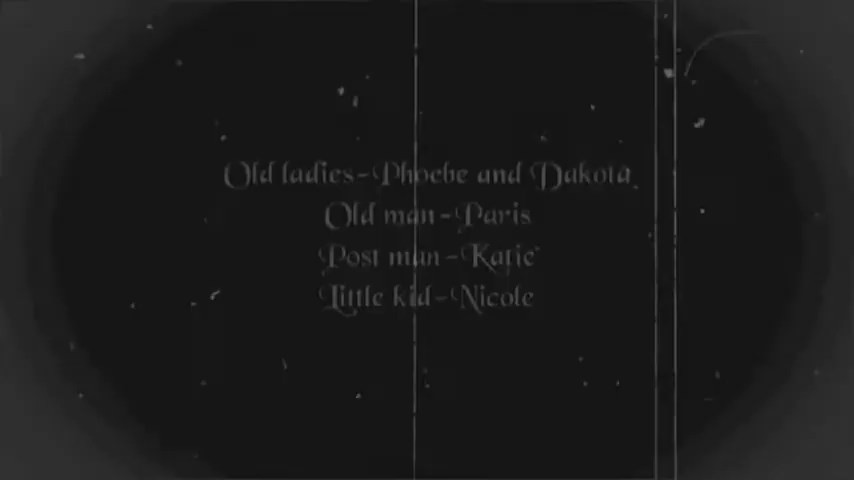 Old ladies-Phoebe and Dakota
Old man-Paris
Post man-Katie
Little kid-Nicole